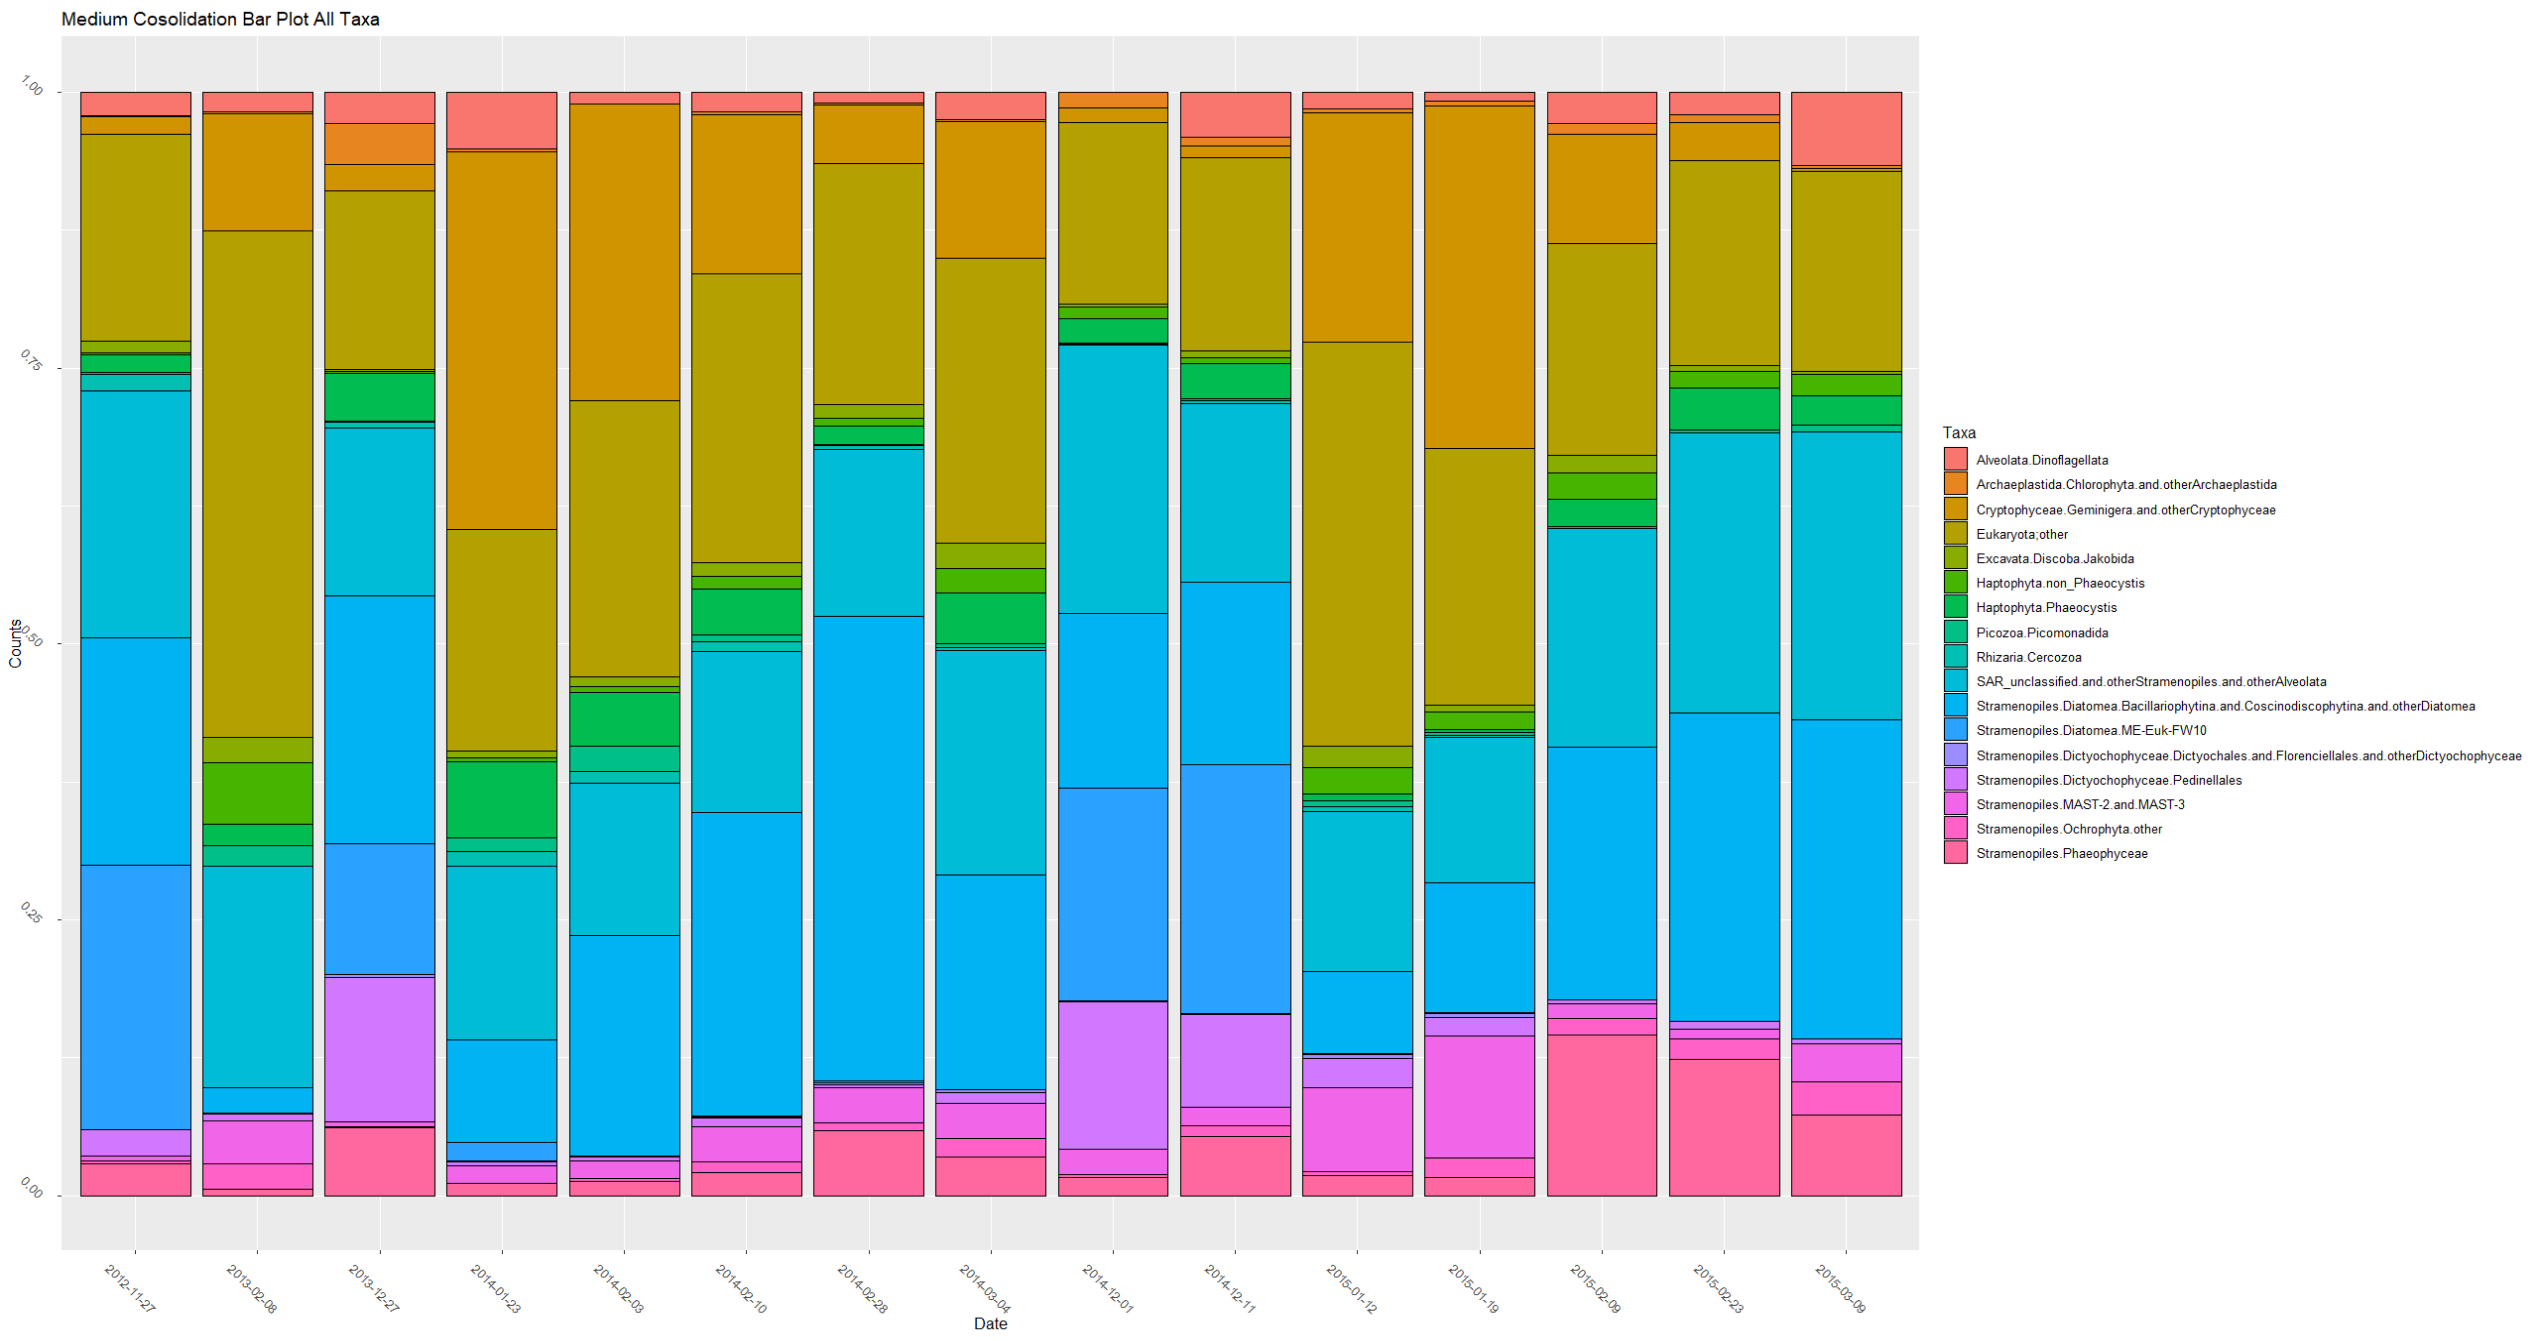 Medium Cosolidation Bar Plot All Taxa
1.00
0.75
0.50
0.25
0.00
Counts
2012-11-27
2013-02-08
2013-12-27
2014-01-23
2014-02-03
2014-02-10
2014-02-28
2014-03-04
2014-12-01
2014-12-11
2015-01-12
2015-01-19
2015-02-09
2015-02-23
2015-03-09
Date
Taxa
Alveolata.Dinoflagellata
Archaeplastida.Chlorophyta.and.otherArchaeplastida
Cryptophyceae.Geminigera.and.otherCryptophyceae
Eukaryota;other
Excavata.Discoba.Jakobida
Haptophyta.non_Phaeocystis
Haptophyta.Phaeocystis
Picozoa.Picomonadida
Rhizaria.Cercozoa
SAR_unclassified.and.otherStramenopiles.and.otherAlveolata
Stramenopiles.Diatomea.Bacillariophytina.and.Coscinodiscophytina.and.otherDiatomea
Stramenopiles.Diatomea.ME-Euk-FW10
Stramenopiles.Dictyochophyceae.Dictyochales.and.Florenciellales.and.otherDictyochophyceae
Stramenopiles.Dictyochophyceae.Pedinellales
Stramenopiles.MAST-2.and.MAST-3
Stramenopiles.Ochrophyta.other
Stramenopiles.Phaeophyceae